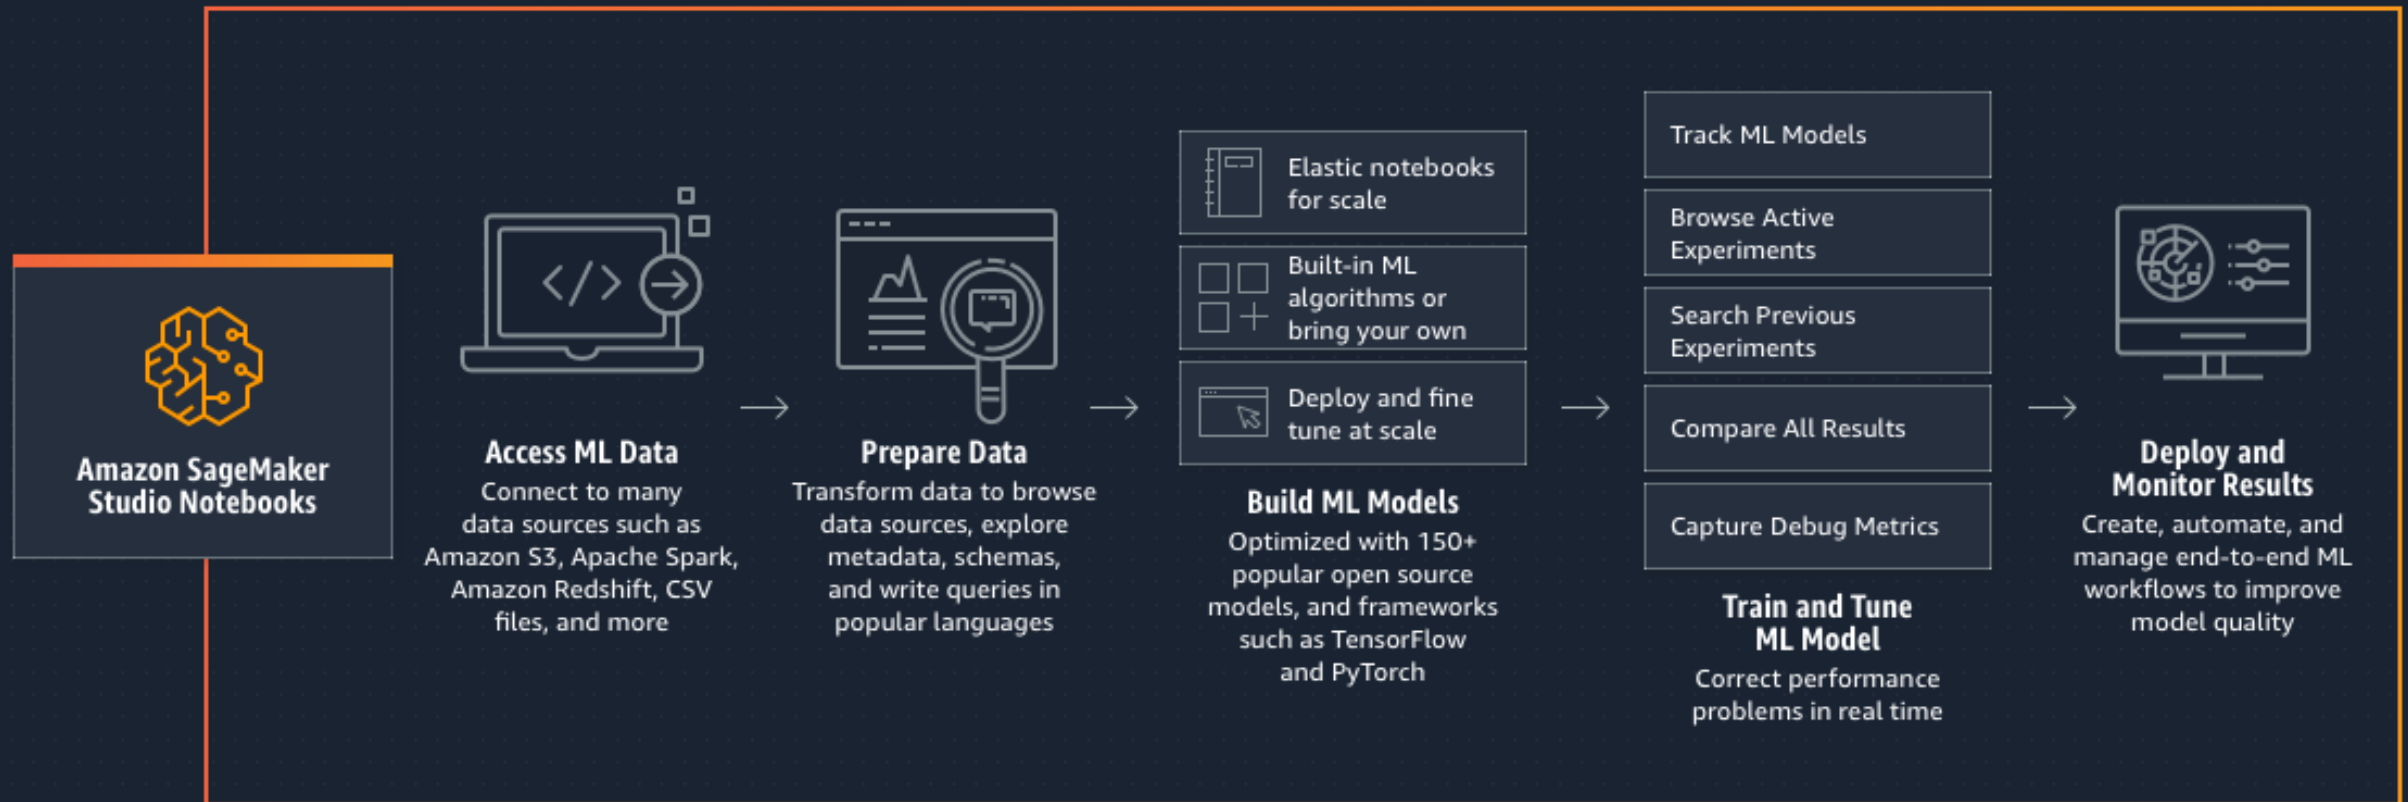 Amazon SageMaker
Studio Notebooks
Access ML Data
Connect to many
data sources such as
Amazon S3, Apache Spark,
Amazon Redshift, CSV
files, and more
Prepare Data
Transform data to browse
data sources, explore
metadata, schemas,
and write queries in
popular languages
Elastic notebooks
for scale
Built-in ML
algorithms or
bring your own
Deploy and fine
tune at scale
Build ML Models
Optimized with 150+
popular open source
models, and frameworks
such as TensorFlow
and PyTorch
Track ML Models
Browse Active
Experiments
Search Previous
Experiments
Compare All Results
Capture Debug Metrics
Train and Tune
ML Model
Correct performance
problems in real time
Deploy and
Monitor Results
Create, automate, and
manage end-to-end ML
workflows to improve
model quality